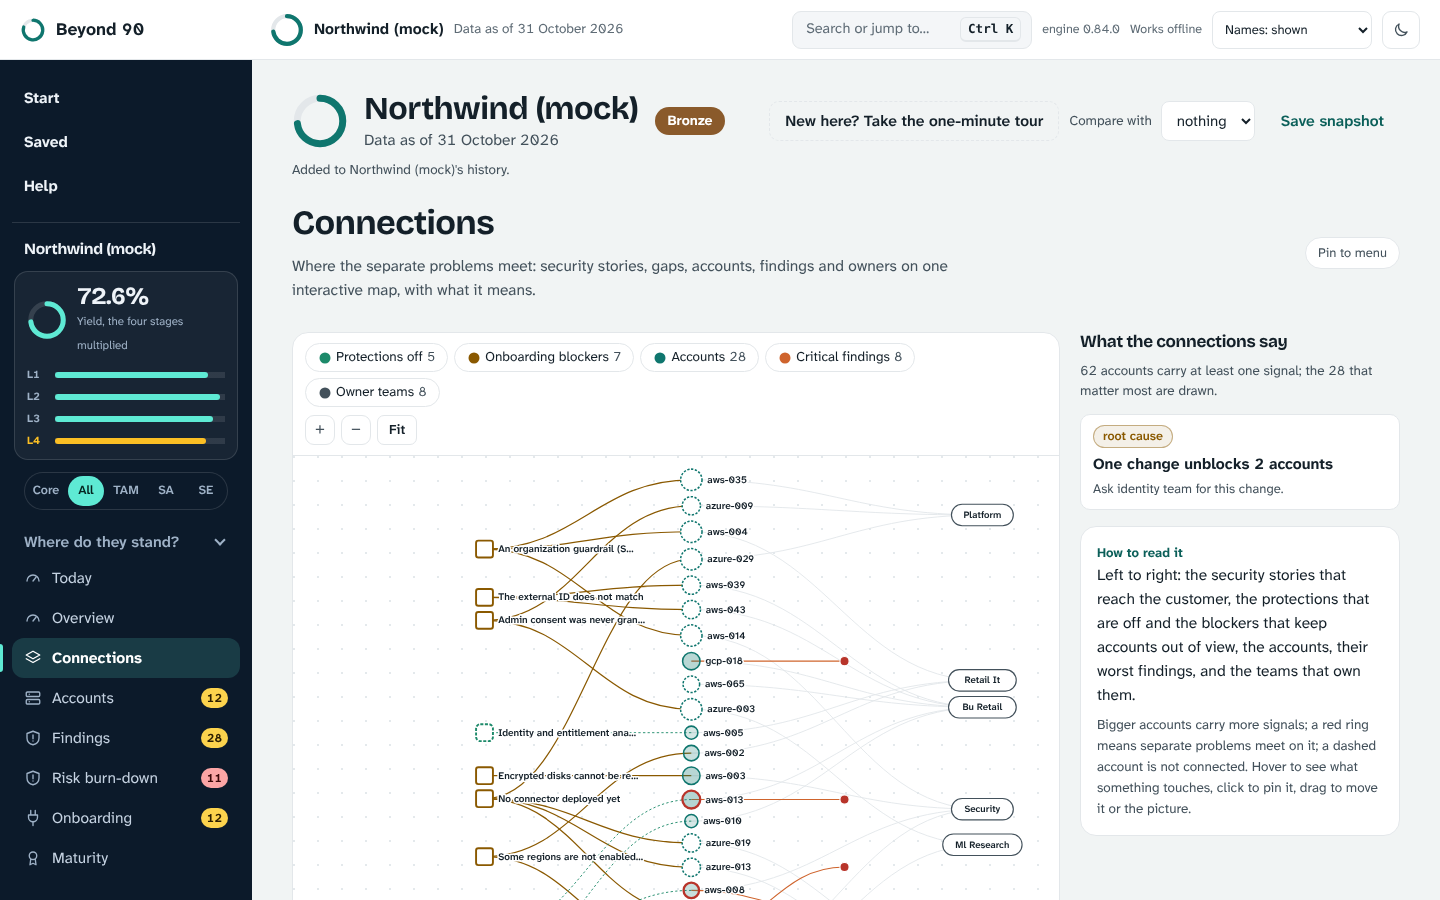 Beyond 90
Northwind (mock)
Data as of 31 October 2026
Search or jump to...
Ctrl K
engine 0.84.0
Works offline
Names: shown
Start
Saved
Help
Northwind (mock)
72.6%
Yield, the four stages
multiplied
L1
L2
L3
L4
Core
All
TAM
SA
SE
Where do they stand?
Today
Overview
Connections
Accounts 12
Findings 28
Risk burn-down 11
Onboarding 12
Maturity
Northwind (mock)
Bronze
Data as of 31 October 2026
New here? Take the one-minute tour
Compare with
nothing
Save snapshot
Added to Northwind (mock)'s history.
Connections
Where the separate problems meet: security stories, gaps, accounts, findings and owners on one
interactive map, with what it means.
Pin to menu
Protections off 5
Onboarding blockers 7
Accounts 28
Critical findings 8
Owner teams 8
+
−
Fit
An organization guardrail (S...
The external ID does not match
Admin consent was never gran...
Identity and entitlement ana...
Encrypted disks cannot be re...
No connector deployed yet
Some regions are not enabled...
aws-035
azure-009
aws-004
azure-029
aws-039
aws-043
aws-014
gcp-018
aws-065
azure-003
aws-005
aws-002
aws-003
aws-013
aws-010
azure-019
azure-013
aws-008
Platform
Retail It
Bu Retail
Security
Ml Research
What the connections say
62 accounts carry at least one signal; the 28 that
matter most are drawn.
root cause
One change unblocks 2 accounts
Ask identity team for this change.
How to read it
Left to right: the security stories that
reach the customer, the protections that
are off and the blockers that keep
accounts out of view, the accounts, their
worst findings, and the teams that own
them.
Bigger accounts carry more signals; a red ring
means separate problems meet on it; a dashed
account is not connected. Hover to see what
something touches, click to pin it, drag to move
it or the picture.